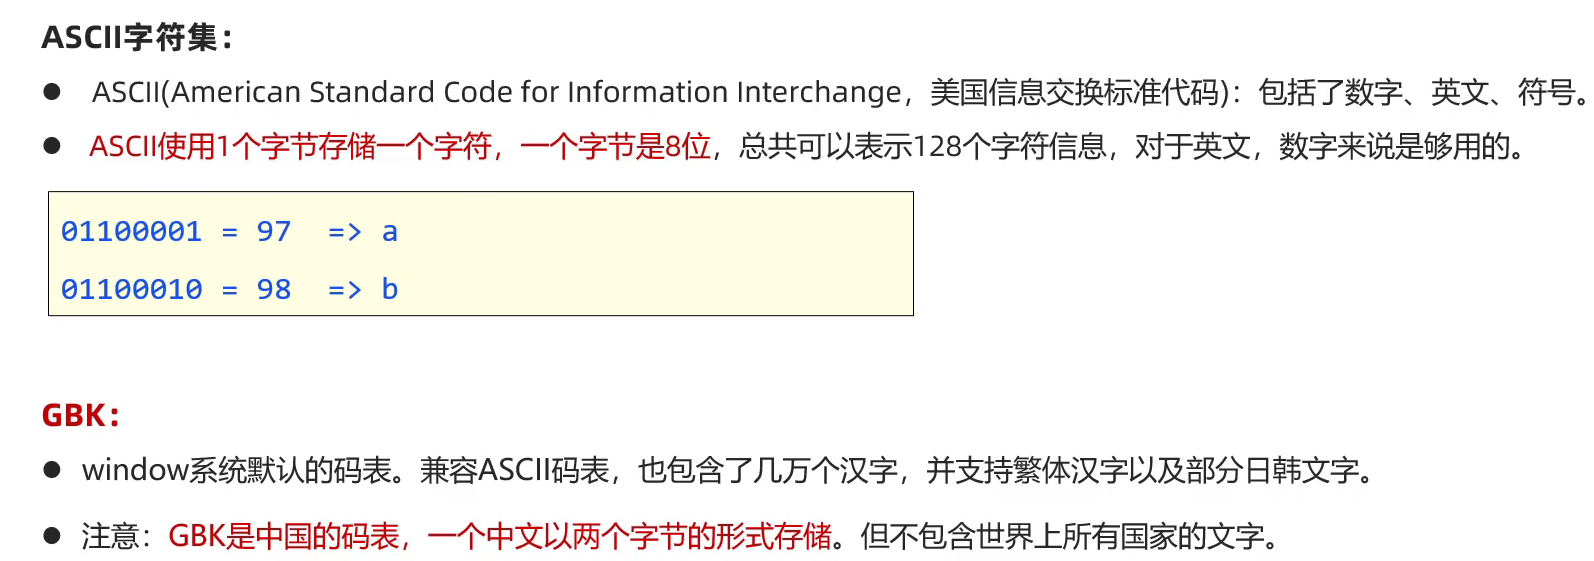 ASCII字符集：
● ASCII(American Standard Code for Information Interchange，美国信息交换标准代码)：包括了数字、英文、符号。
● ASCII使用1个字节存储一个字符，一个字节是8位，总共可以表示128个字符信息，对于英文，数字来说是够用的。
01100001 = 97  => a
01100010 = 98  => b
GBK：
● window系统默认的码表。兼容ASCII码表，也包含了几万个汉字，并支持繁体汉字以及部分日韩文字。
● 注意：GBK是中国的码表，一个中文以两个字节的形式存储。但不包含世界上所有国家的文字。